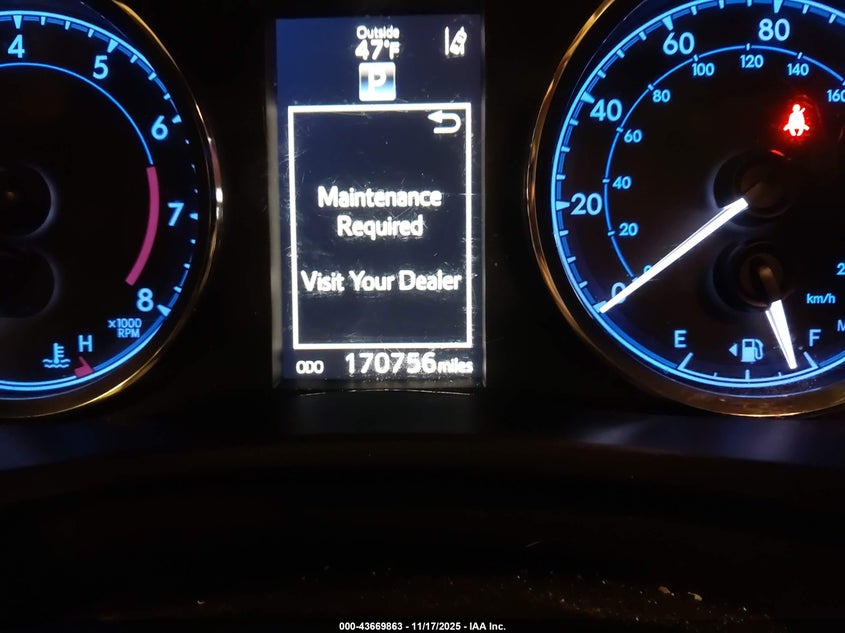 Outside
47°F
P
Maintenance
Required
Visit Your Dealer
ODO 170756 miles
4
5
6
7
8
x1000
RPM
H
0
20
40
60
80
20
40
60
80
100
120
140
160
km/h
E
F
000-43669863 - 11/17/2025 - IAA Inc.